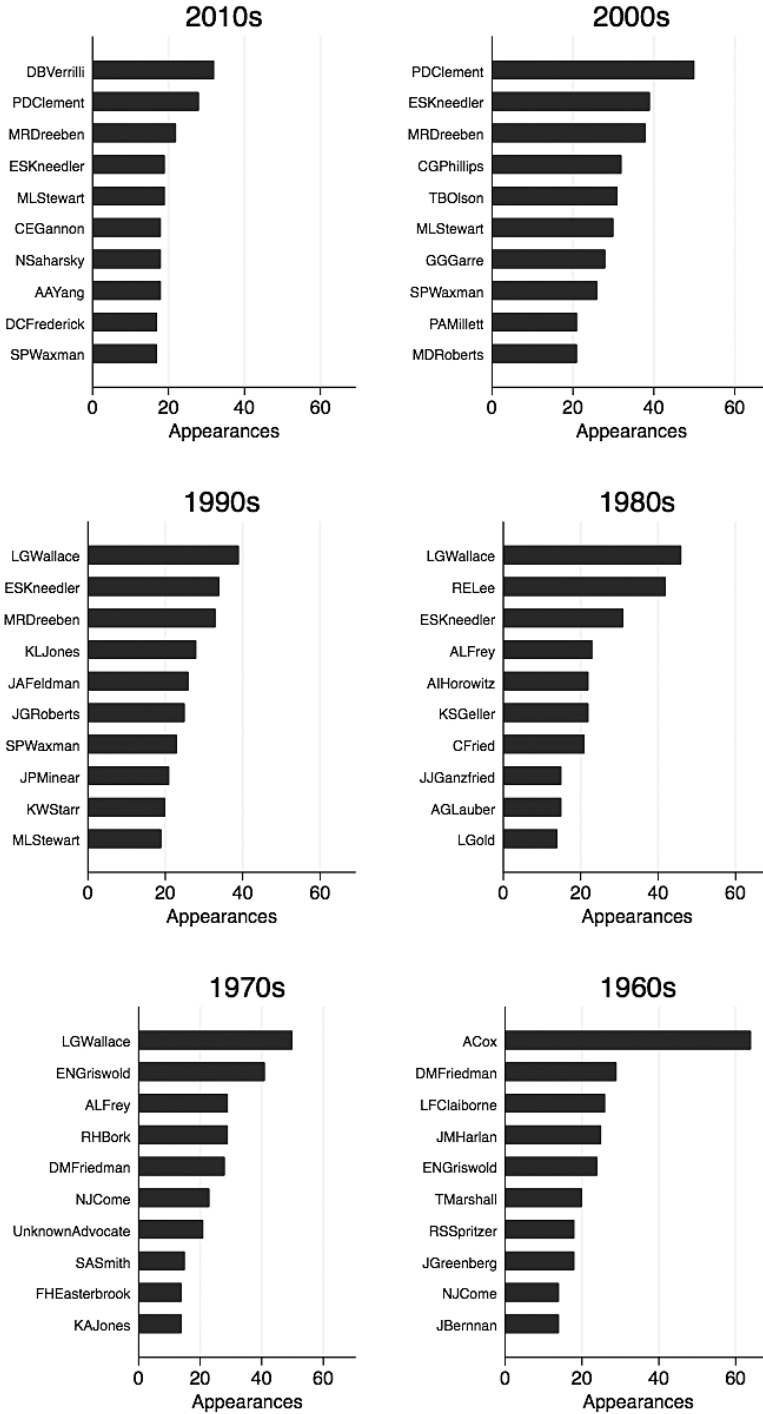 2010s
DBVerrilli
PDClement
MRDreeben
ESKneedler
MLStewart
CEGannon
NSaharsky
AAYang
DCFrederick
SPWaxman
0 20 40 60
Appearances
2000s
PDClement
ESKneedler
MRDreeben
CGPhillips
TBOlson
MLStewart
GGGarre
SPWaxman
PAMillett
MDRoberts
0 20 40 60
Appearances
1990s
LGWallace
ESKneedler
MRDreeben
KLJones
JAFeldman
JGRoberts
SPWaxman
JPMinear
KWStarr
MLStewart
0 20 40 60
Appearances
1980s
LGWallace
RELee
ESKneedler
ALFrey
AIHorowitz
KSGeller
CFried
JJGanzfried
AGLauber
LGold
0 20 40 60
Appearances
1970s
LGWallace
ENGriswold
ALFrey
RHBork
DMFriedman
NJCome
UnknownAdvocate
SASmith
FHEasterbrook
KAJones
0 20 40 60
Appearances
1960s
ACox
DMFriedman
LFClaiborne
JMHarlan
ENGriswold
TMarshall
RSSpritzer
JGreenberg
NJCome
JBernnan
0 20 40 60
Appearances